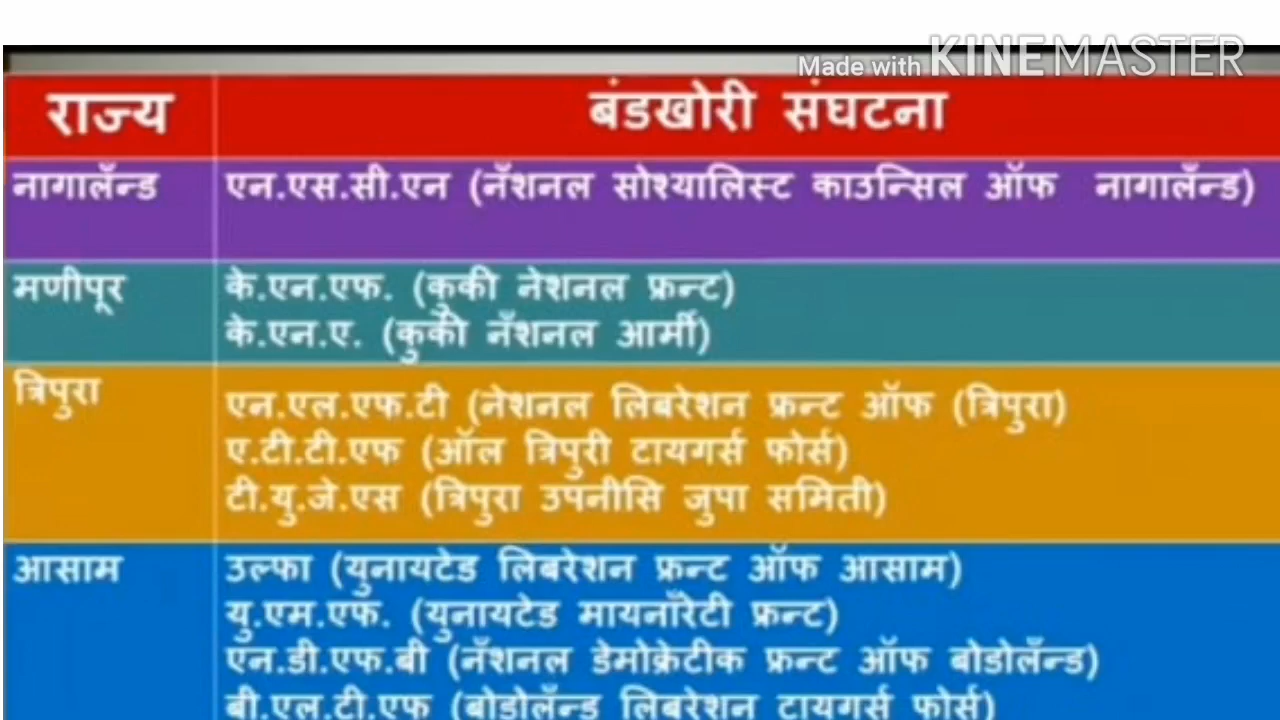 Made with KINEMASTER
राज्य बंडखोरी संघटना
नागालँन्ड एन.एस.सी.एन (नँशनल सोश्यालिस्ट काउन्सिल ऑफ नागालँन्ड)
मणीपूर के.एन.एफ. (कुकी नेशनल फ्रन्ट)
के.एन.ए. (कुकी नँशनल आर्मी)
त्रिपुरा एन.एल.एफ.टी (नेशनल लिबरेशन फ्रन्ट ऑफ (त्रिपुरा)
ए.टी.टी.एफ (ऑल त्रिपुरी टायगर्स फोर्स)
टी.यु.जे.एस (त्रिपुरा उपनीसि जुपा समिती)
आसाम उल्फा (युनायटेड लिबरेशन फ्रन्ट ऑफ आसाम)
यु.एम.एफ. (युनायटेड मायनॉरेटी फ्रन्ट)
एन.डी.एफ.बी (नँशनल डेमोक्रेटीक फ्रन्ट ऑफ बोडोलँन्ड)
बी.एल.टी.एफ (बोडोलँन्ड लिबरेशन टायगर्स फोर्स)